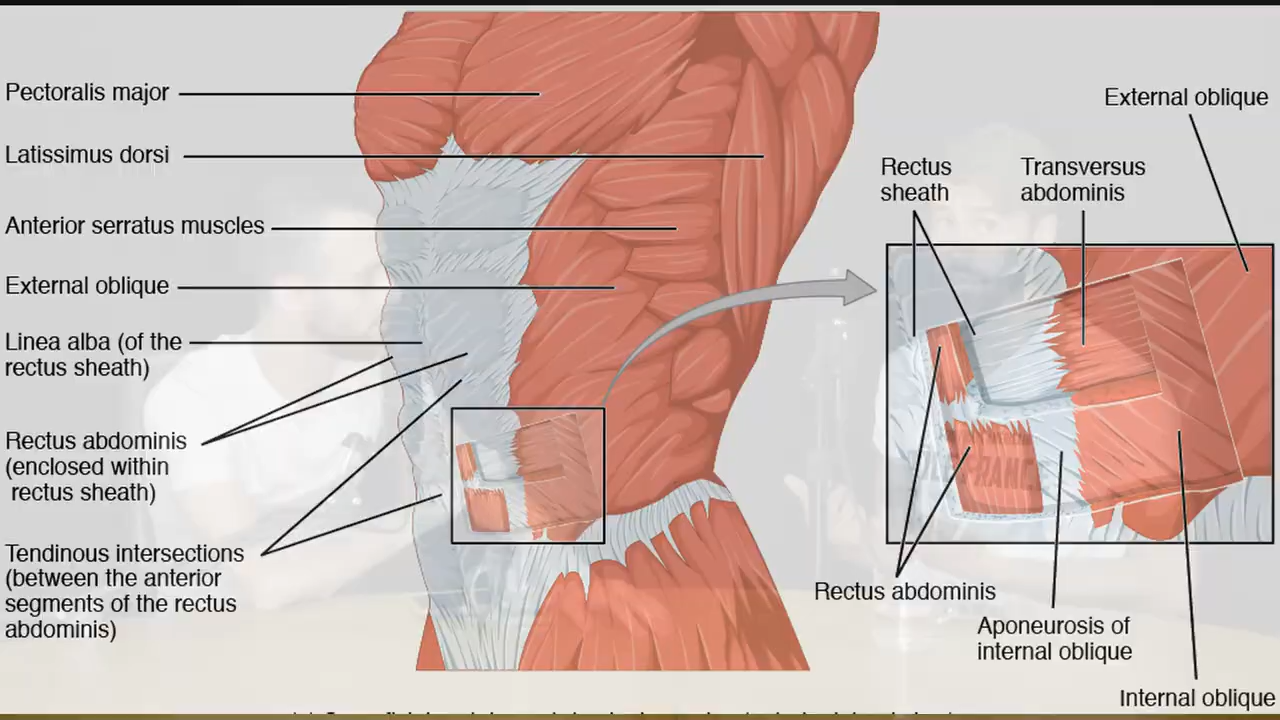 Pectoralis major
Latissimus dorsi
Anterior serratus muscles
External oblique
Linea alba (of the
rectus sheath)
Rectus abdominis
(enclosed within
rectus sheath)
Tendinous intersections
(between the anterior
segments of the rectus
abdominis)
External oblique
Rectus
sheath
Transversus
abdominis
Rectus abdominis
Aponeurosis of
internal oblique
Internal oblique